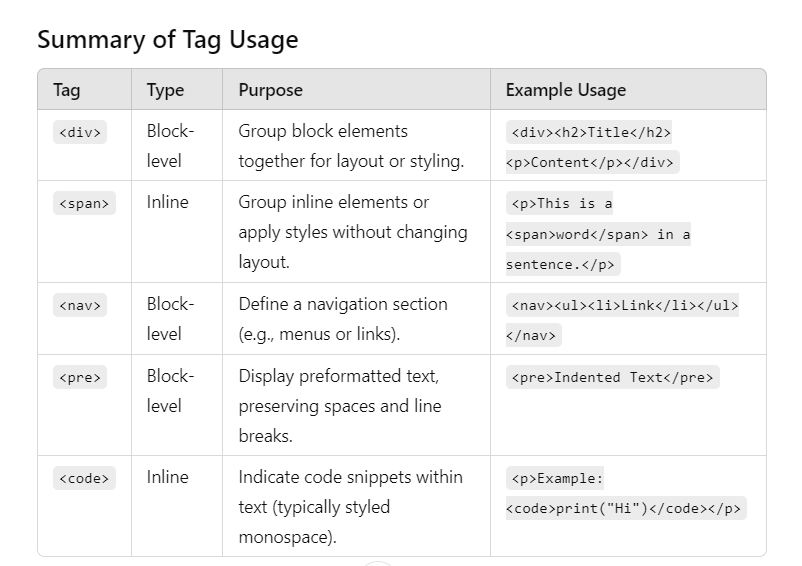 Summary of Tag Usage
Tag Type Purpose Example Usage
<div> Block-level Group block elements together for layout or styling. <div><h2>Title</h2> <p>Content</p></div>
<span> Inline Group inline elements or apply styles without changing layout. <p>This is a <span>word</span> in a sentence.</p>
<nav> Block-level Define a navigation section (e.g., menus or links). <nav><ul><li>Link</li></ul></nav>
<pre> Block-level Display preformatted text, preserving spaces and line breaks. <pre>Indented Text</pre>
<code> Inline Indicate code snippets within text (typically styled monospace). <p>Example: <code>print("Hi")</code></p>